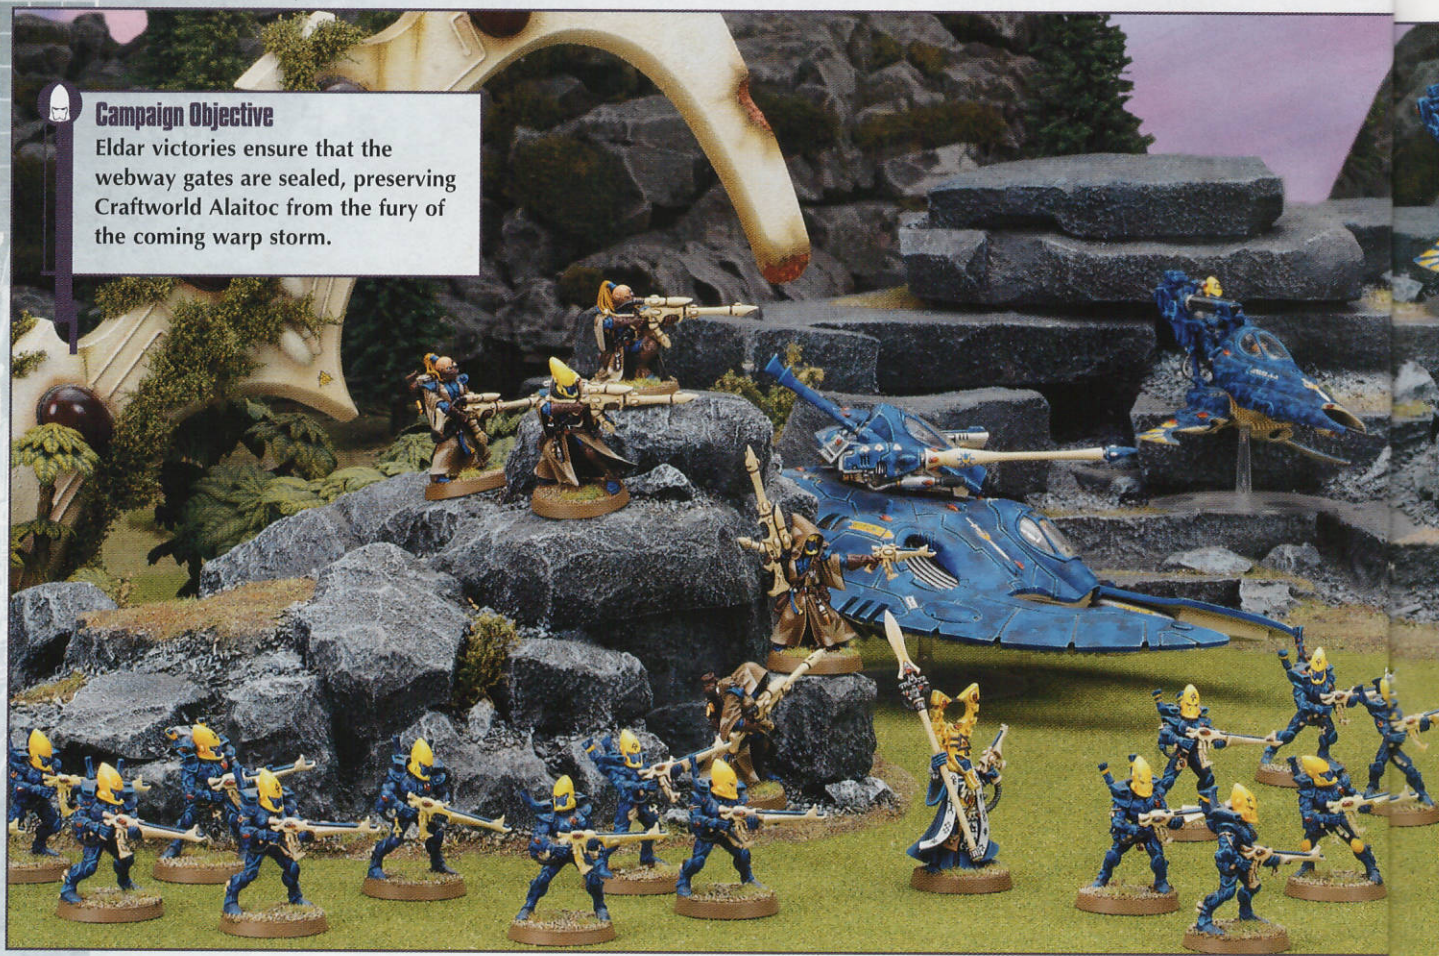 Campaign Objective
Eldar victories ensure that the
webway gates are sealed, preserving
Craftworld Alaitoc from the fury of
the coming warp storm.